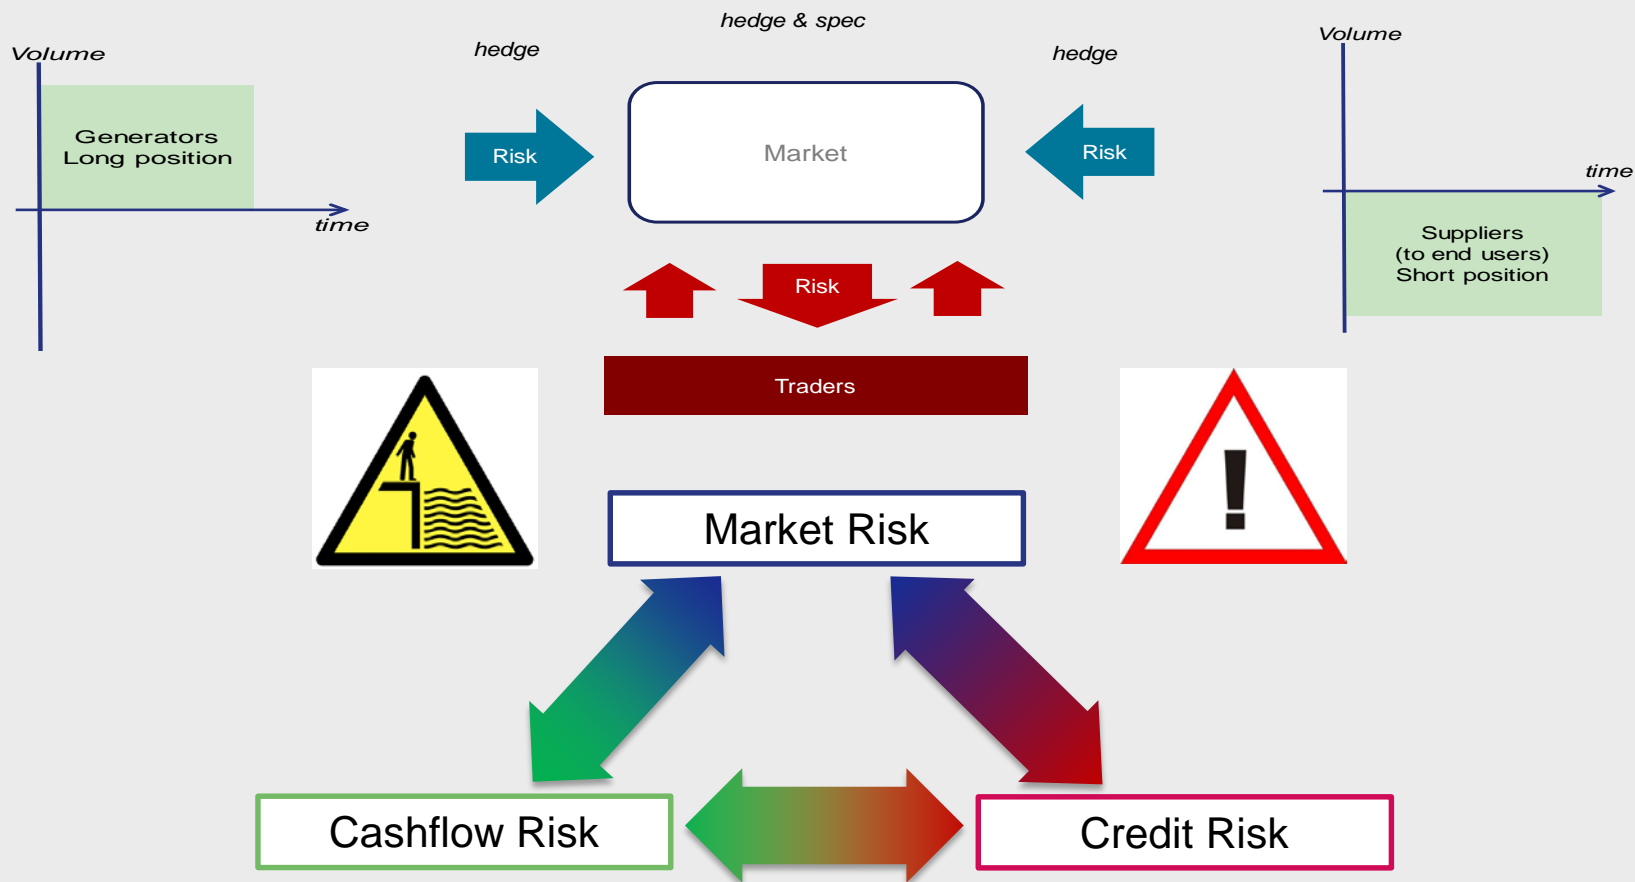 hedge & spec
hedge
hedge
Volume
Generators
Long position
time
Risk
Market
Risk
Volume
time
Suppliers
(to end users)
Short position
Risk
Traders
!
Market Risk
Cashflow Risk
Credit Risk